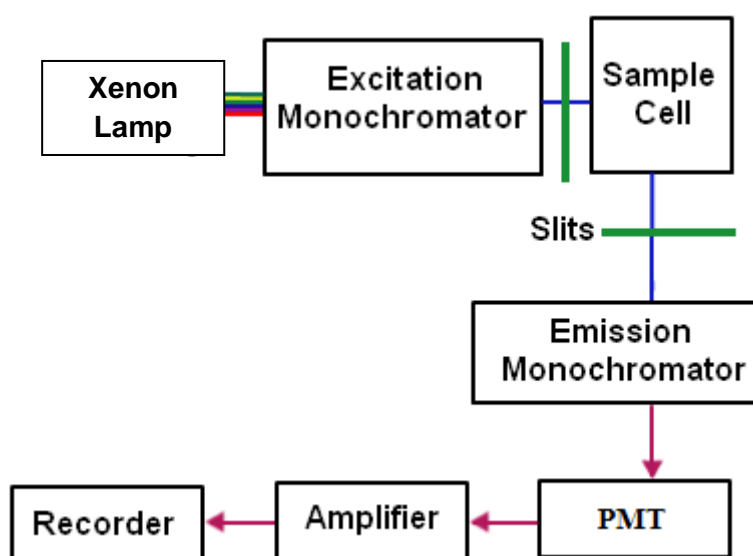 Xenon
Lamp
Excitation
Monochromator
Sample
Cell
Slits
Emission
Monochromator
Recorder
Amplifier
PMT